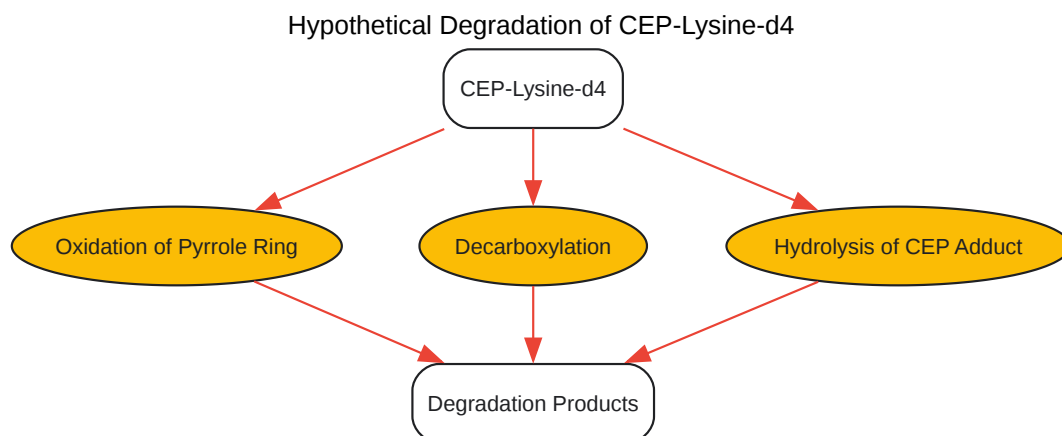 Hypothetical Degradation of CEP-Lysine-d4
CEP-Lysine-d4
Oxidation of Pyrrole Ring
Decarboxylation
Hydrolysis of CEP Adduct
Degradation Products